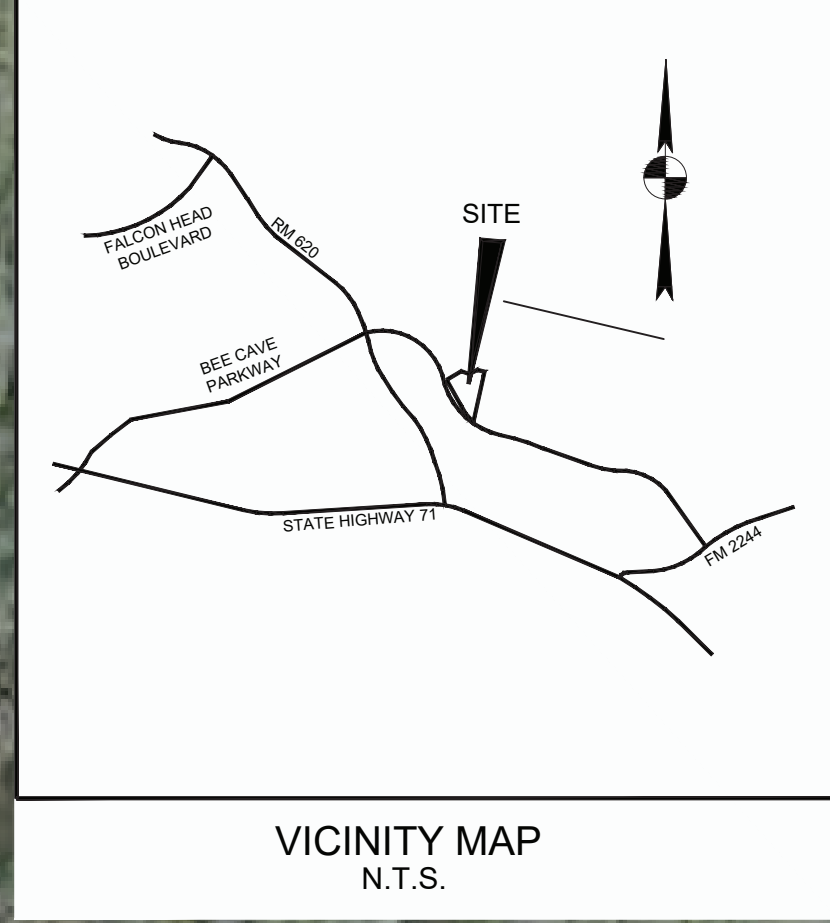 SITE
FALCON HEAD
BOULEVARD
RM 620
BEE CAVE
PARKWAY
STATE HIGHWAY 71
FM 2244
VICINITY MAP
N.T.S.